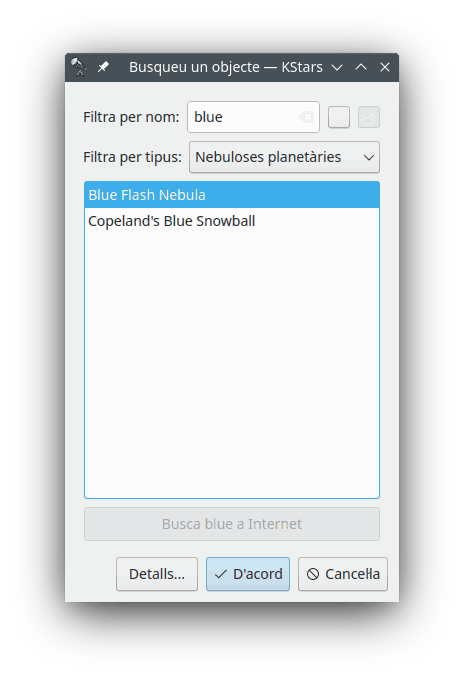 Busqueu un objecte — KStars
Filtra per nom: blue
Filtra per tipus: Nebuloses planetàries
Blue Flash Nebula
Copeland's Blue Snowball
Busca blue a Internet
Detalls... D'acord Canceŀla